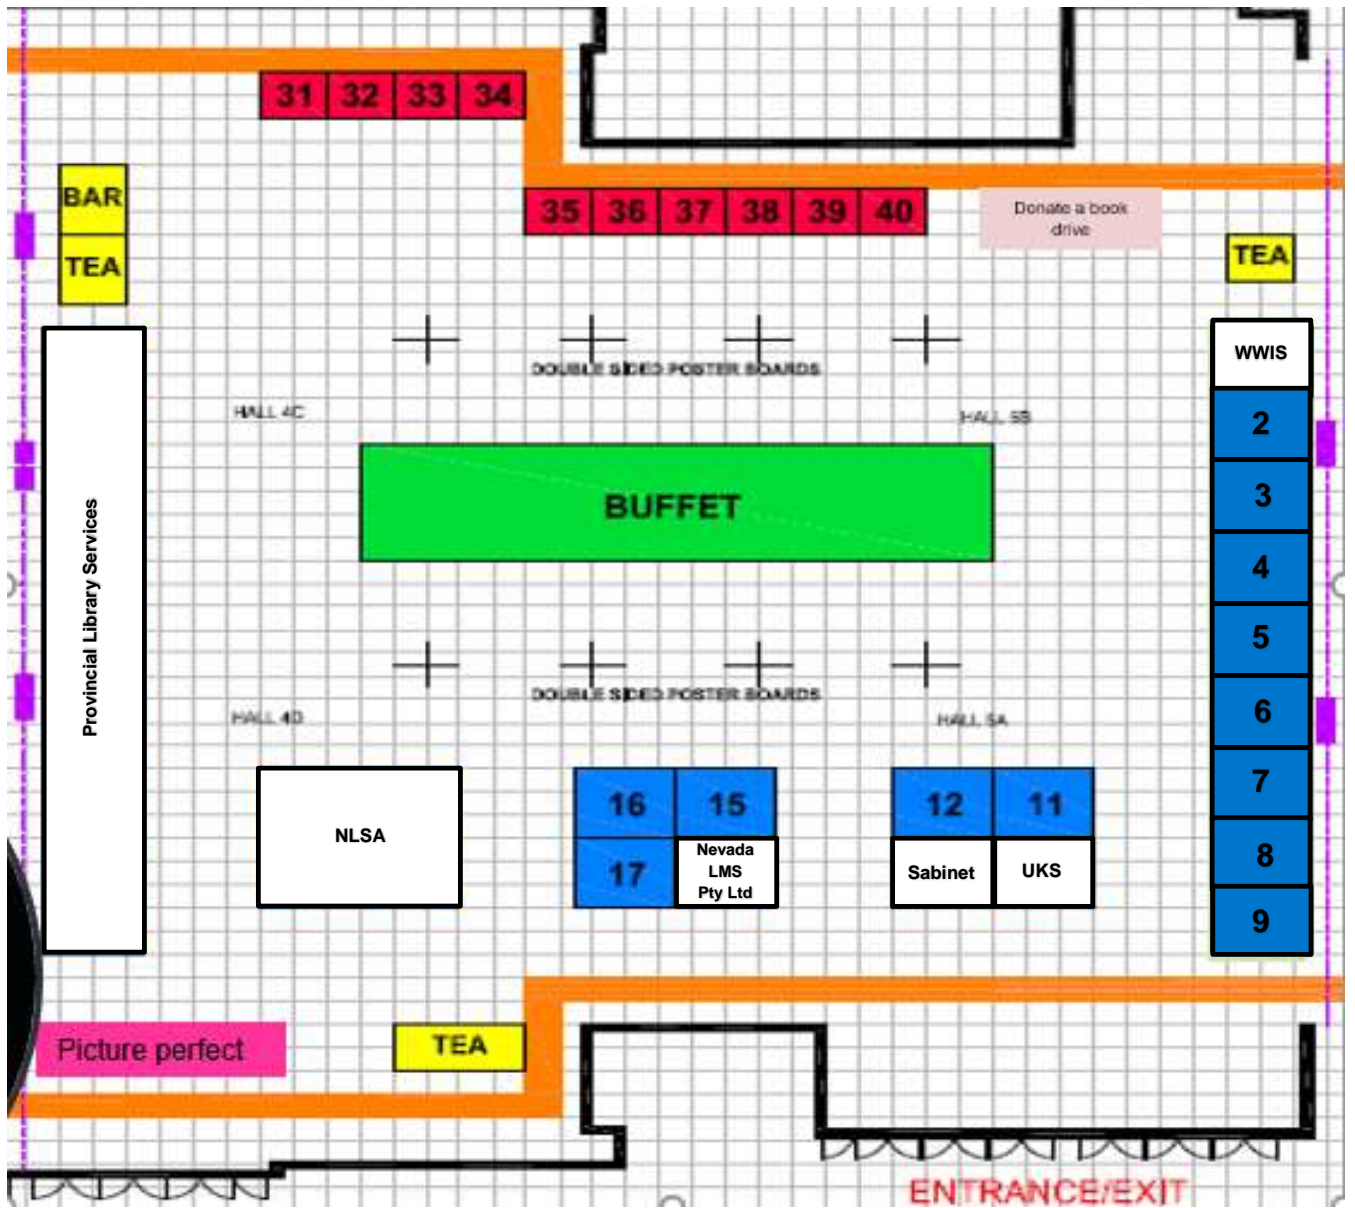 31 32 33 34
BAR
35 36 37 38 39 40
Donate a book
drive
TEA
TEA
WWIS
DOUBLE SIDED POSTER BOARDS
HALL 4C
HALL 5B
2
3
BUFFET
4
Provincial Library Services
5
6
DOUBLE SIDED POSTER BOARDS
HALL 4D
HALL 5A
7
16 15
12 11
NLSA
8
17
Nevada
LMS
Pty Ltd
Sabinet
UKS
9
Picture perfect
TEA
ENTRANCE/EXIT